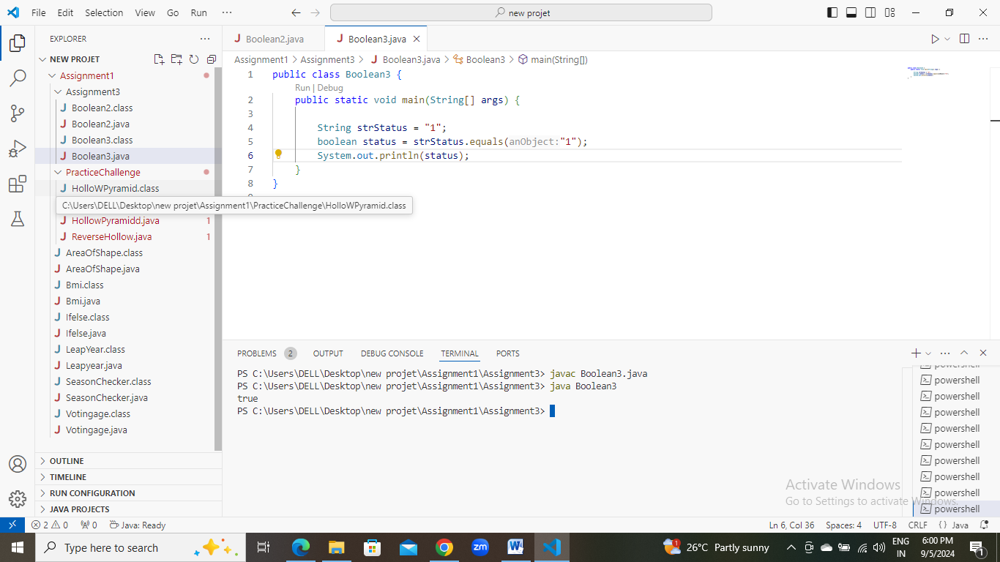 File Edit Selection View Go Run ··· new projet
EXPLORER
NEW PROJET
Assignment1
Assignment3
Boolean2.class
Boolean2.java
Boolean3.class
Boolean3.java
PracticeChallenge
HolloWPyramid.class
C:\Users\DELL\Desktop\new projet\Assignment1\PracticeChallenge\HolloWPyramid.class
HollowPyramidd.java 1
ReverseHollow.java 1
AreaOfShape.class
AreaOfShape.java
Bmi.class
Bmi.java
Ifelse.class
Ifelse.java
LeapYear.class
Leapyear.java
SeasonChecker.class
SeasonChecker.java
Votingage.class
Votingage.java
OUTLINE
TIMELINE
RUN CONFIGURATION
JAVA PROJECTS
Boolean2.java Boolean3.java
Assignment1 > Assignment3 > Boolean3.java > Boolean3 > main(String[])
1 public class Boolean3 {
Run | Debug
2 public static void main(String[] args) {
3
4 String strStatus = "1";
5 boolean status = strStatus.equals(anObject:"1");
6 System.out.println(status);
7 }
8 }
PROBLEMS 2 OUTPUT DEBUG CONSOLE TERMINAL PORTS
PS C:\Users\DELL\Desktop\new projet\Assignment1\Assignment3> javac Boolean3.java
PS C:\Users\DELL\Desktop\new projet\Assignment1\Assignment3> java Boolean3
true
PS C:\Users\DELL\Desktop\new projet\Assignment1\Assignment3>
powershell
powershell
powershell
powershell
powershell
powershell
powershell
powershell
powershell
powershell
Activate Windows
Go to Settings to activate Windows.
2 0 0 Java: Ready Ln 6, Col 36 Spaces: 4 UTF-8 CRLF {} Java
Type here to search 1 26°C Partly sunny ENG 6:00 PM
IN 9/5/2024 1